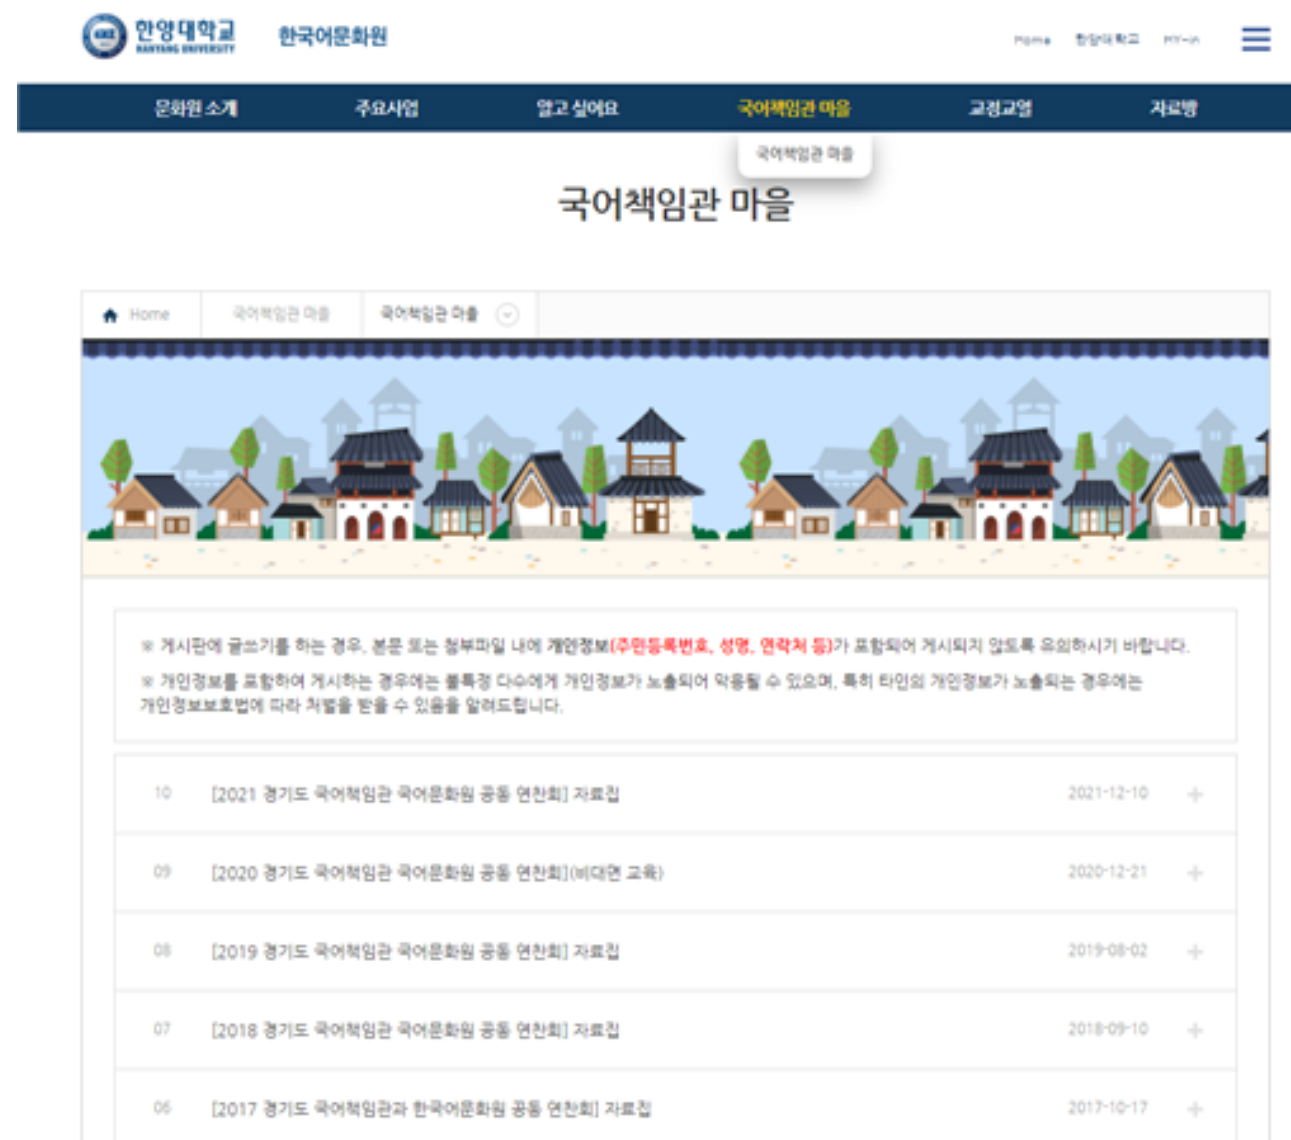 한양대학교
HANYANG UNIVERSITY
한국어문화원
Home 한양대학교 HY-in
문화원 소개 주요사업 알고 싶어요 국어책임관 마을 교정교열 자료방
국어책임관 마을
국어책임관 마을
Home 국어책임관 마을 국어책임관 마을
※ 게시판에 글쓰기를 하는 경우, 본문 또는 첨부파일 내에 개인정보(주민등록번호, 성명, 연락처 등)가 포함되어 게시되지 않도록 유의하시기 바랍니다.
※ 개인정보를 포함하여 게시하는 경우에는 불특정 다수에게 개인정보가 노출되어 악용될 수 있으며, 특히 타인의 개인정보가 노출되는 경우에는
개인정보보호법에 따라 처벌을 받을 수 있음을 알려드립니다.
10 [2021 경기도 국어책임관 국어문화원 공동 연찬회] 자료집 2021-12-10
09 [2020 경기도 국어책임관 국어문화원 공동 연찬회](비대면 교육) 2020-12-21
08 [2019 경기도 국어책임관 국어문화원 공동 연찬회] 자료집 2019-08-02
07 [2018 경기도 국어책임관 국어문화원 공동 연찬회] 자료집 2018-09-10
06 [2017 경기도 국어책임관과 한국어문화원 공동 연찬회] 자료집 2017-10-17